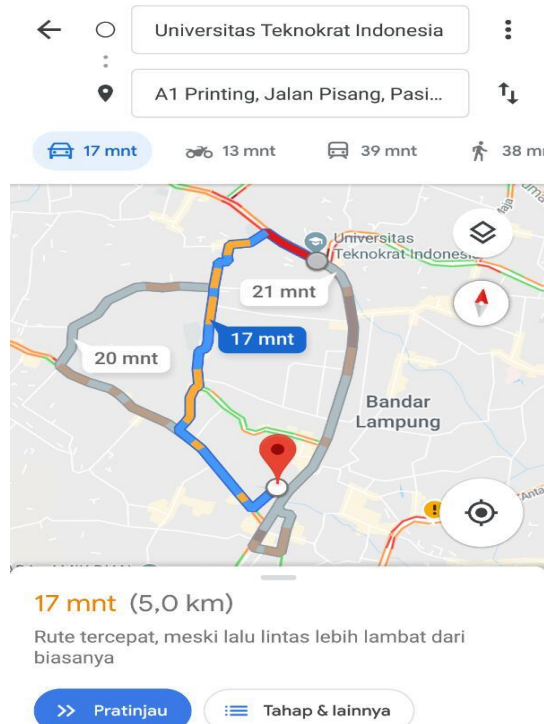 Universitas Teknokrat Indonesia
A1 Printing, Jalan Pisang, Pasi...
17 mnt
13 mnt
39 mnt
38 m
Universitas
Teknokrat Indonesia
21 mnt
17 mnt
20 mnt
Bandar
Lampung
17 mnt (5,0 km)
Rute tercepat, meski lalu lintas lebih lambat dari
biasanya
Pratinjau
Tahap & lainnya